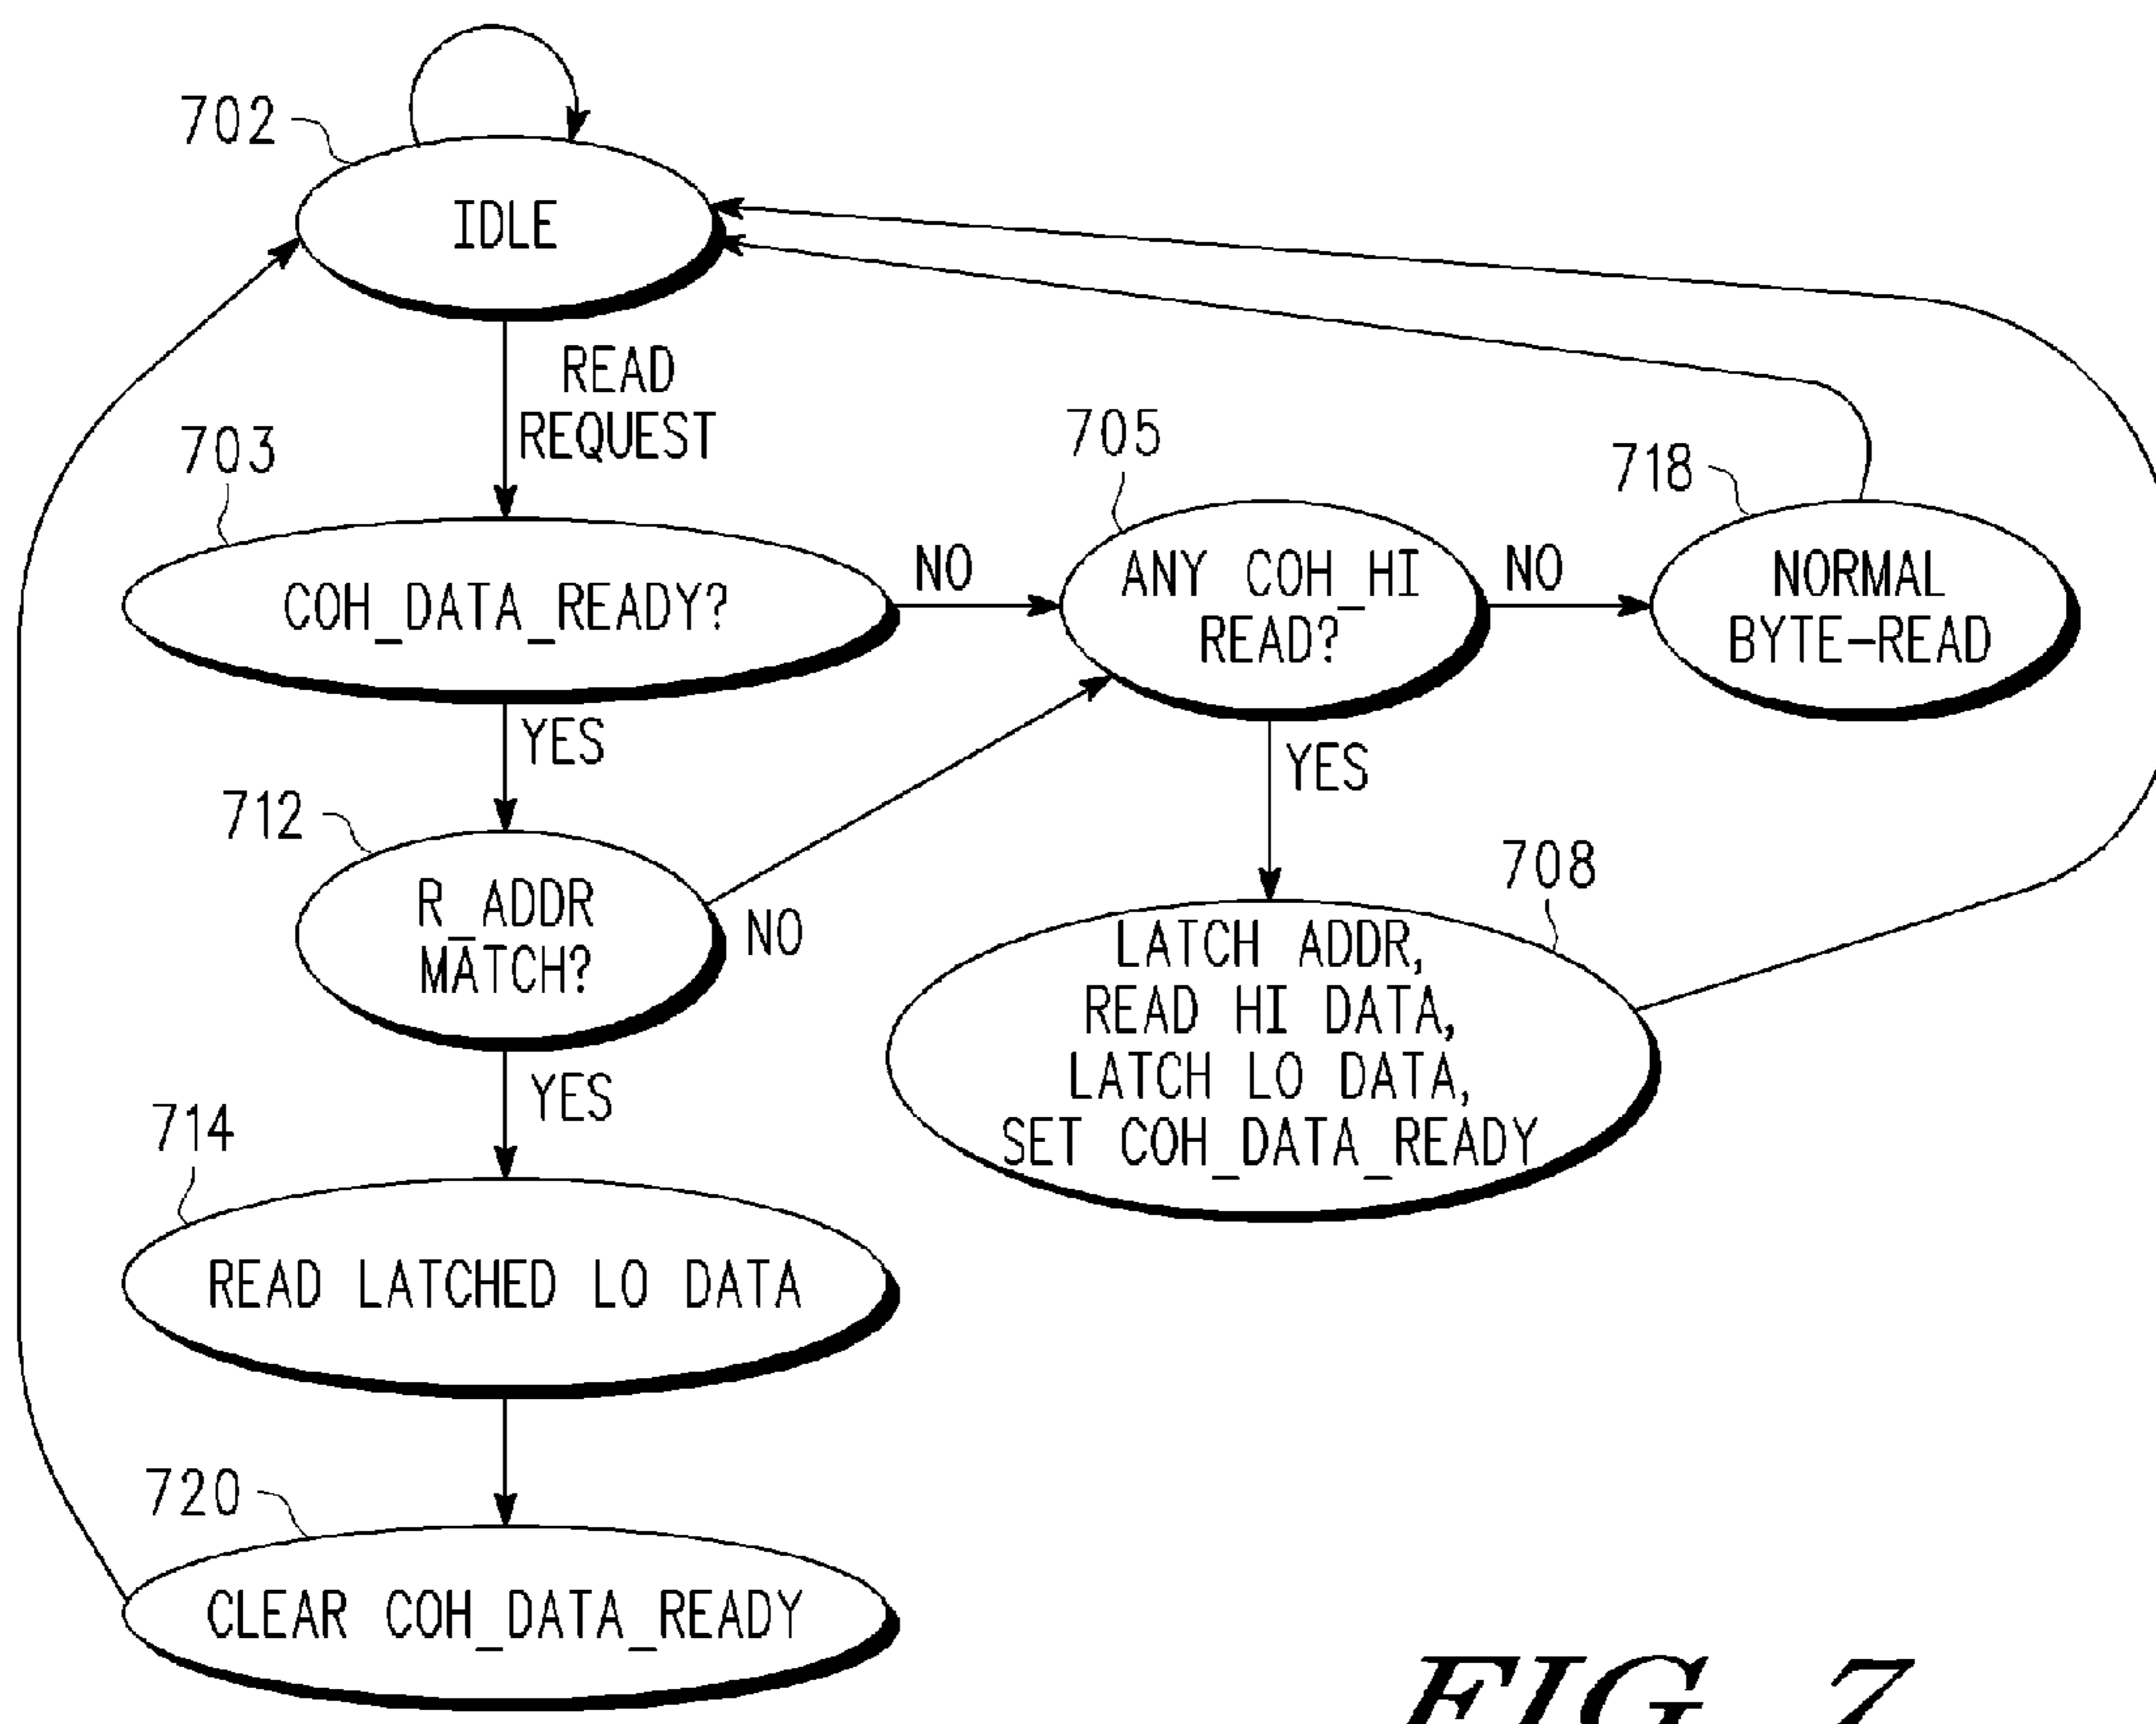 702
IDLE
READ
REQUEST
703
COH_DATA_READY?
NO
705
ANY COH_HI
READ?
NO
718
NORMAL
BYTE-READ
YES
YES
712
R_ADDR
MATCH?
NO
708
LATCH ADDR,
READ HI DATA,
LATCH LO DATA,
SET COH_DATA_READY
YES
714
READ LATCHED LO DATA
720
CLEAR COH_DATA_READY
FIG. 7